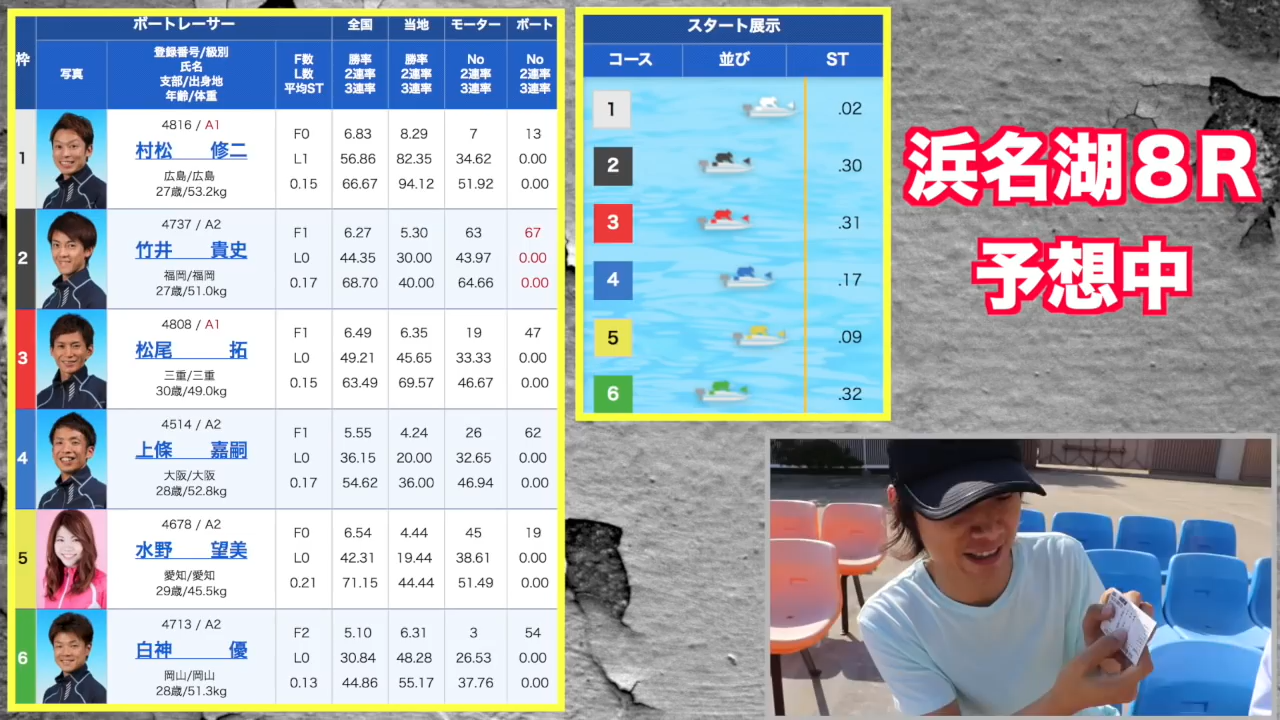 ボートレーサー 全国 当地 モーター ボート
枠 写真 登録番号/級別 氏名 支部/出身地 年齢/体重 F数 L数 平均ST 勝率 2連率 3連率 勝率 2連率 3連率 No 2連率 3連率 No 2連率 3連率
1
4816 / A1
村松 修二
広島/広島
27歳/53.2kg
F0 6.83 8.29 7 13
L1 56.86 82.35 34.62 0.00
0.15 66.67 94.12 51.92 0.00
2
4737 / A2
竹井 貴史
福岡/福岡
27歳/51.0kg
F1 6.27 5.30 63 67
L0 44.35 30.00 43.97 0.00
0.17 68.70 40.00 64.66 0.00
3
4808 / A1
松尾 拓
三重/三重
30歳/49.0kg
F1 6.49 6.35 19 47
L0 49.21 45.65 33.33 0.00
0.15 63.49 69.57 46.67 0.00
4
4514 / A2
上條 嘉嗣
大阪/大阪
28歳/52.8kg
F1 5.55 4.24 26 62
L0 36.15 20.00 32.65 0.00
0.17 54.62 36.00 46.94 0.00
5
4678 / A2
水野 望美
愛知/愛知
29歳/45.5kg
F0 6.54 4.44 45 19
L0 42.31 19.44 38.61 0.00
0.21 71.15 44.44 51.49 0.00
6
4713 / A2
白神 優
岡山/岡山
28歳/51.3kg
F2 5.10 6.31 3 54
L0 30.84 48.28 26.53 0.00
0.13 44.86 55.17 37.76 0.00
スタート展示
コース 並び ST
1 .02
2 .30
3 .31
4 .17
5 .09
6 .32
浜名湖8R
予想中